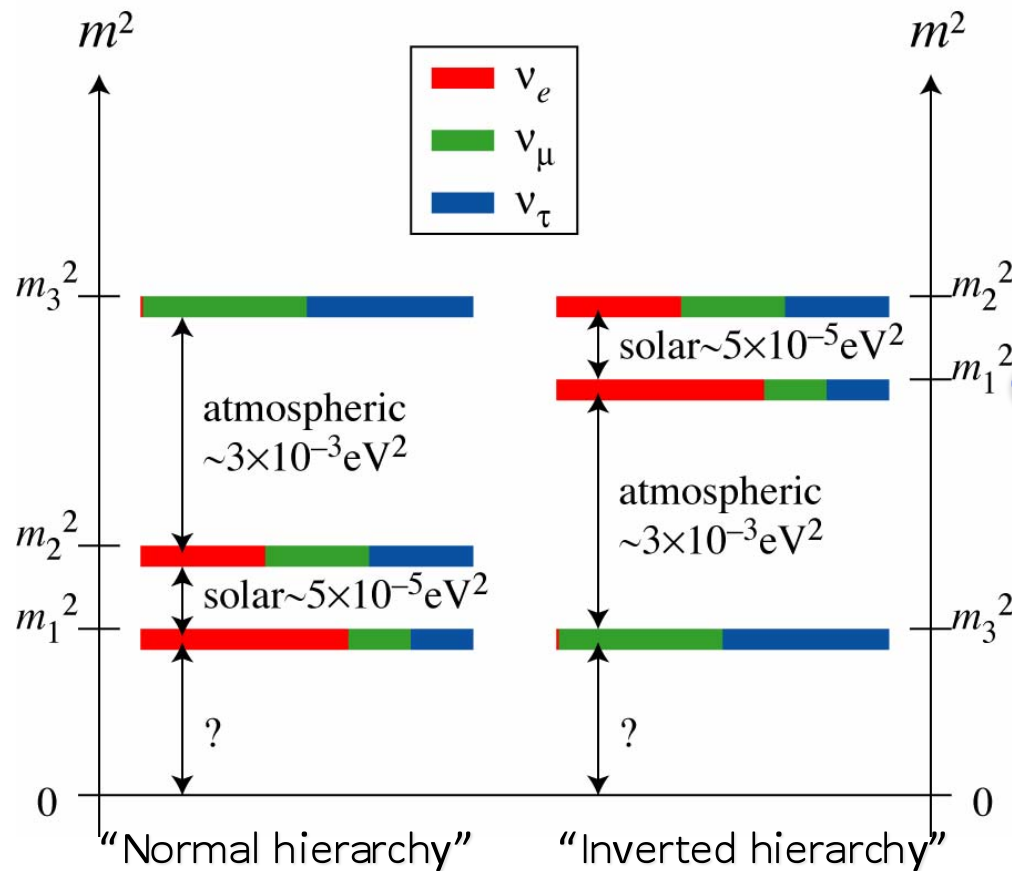 m² m²
νₑ
ν_μ
ν_τ
m₃² m₂²
solar~5×10⁻⁵eV²
m₁²
atmospheric
~3×10⁻³eV²
atmospheric
~3×10⁻³eV²
m₂²
solar~5×10⁻⁵eV²
m₁² m₃²
? ?
0 0
“Normal hierarchy” “Inverted hierarchy”